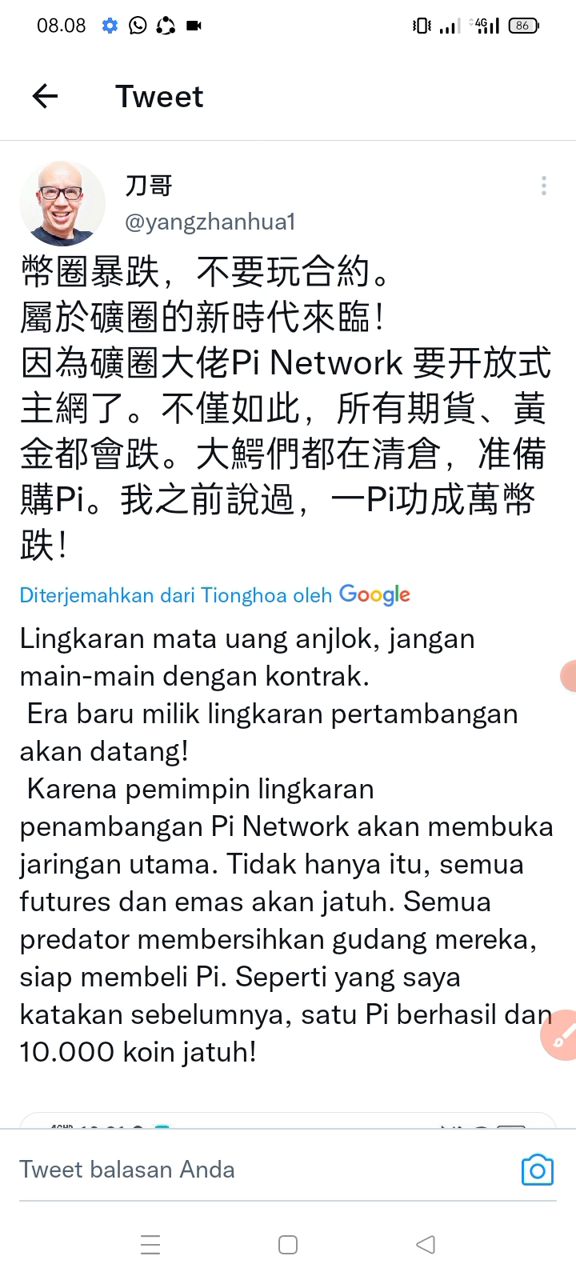 08.08
4G
86
Tweet
刀哥
@yangzhanhua1
幣圈暴跌，不要玩合約。
屬於礦圈的新時代來臨！
因為礦圈大佬Pi Network 要开放式
主網了。不僅如此，所有期貨、黃
金都會跌。大鰐們都在清倉，准備
購Pi。我之前說過，一Pi功成萬幣
跌！
Diterjemahkan dari Tionghoa oleh Google
Lingkaran mata uang anjlok, jangan
main-main dengan kontrak.
Era baru milik lingkaran pertambangan
akan datang!
Karena pemimpin lingkaran
penambangan Pi Network akan membuka
jaringan utama. Tidak hanya itu, semua
futures dan emas akan jatuh. Semua
predator membersihkan gudang mereka,
siap membeli Pi. Seperti yang saya
katakan sebelumnya, satu Pi berhasil dan
10.000 koin jatuh!
Tweet balasan Anda